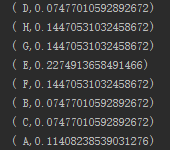 ( D,0.07477010592892672)
( H,0.14470531032458672)
( G,0.14470531032458672)
( E,0.2274913658491466)
( F,0.14470531032458672)
( B,0.07477010592892672)
( C,0.07477010592892672)
( A,0.11408238539031276)